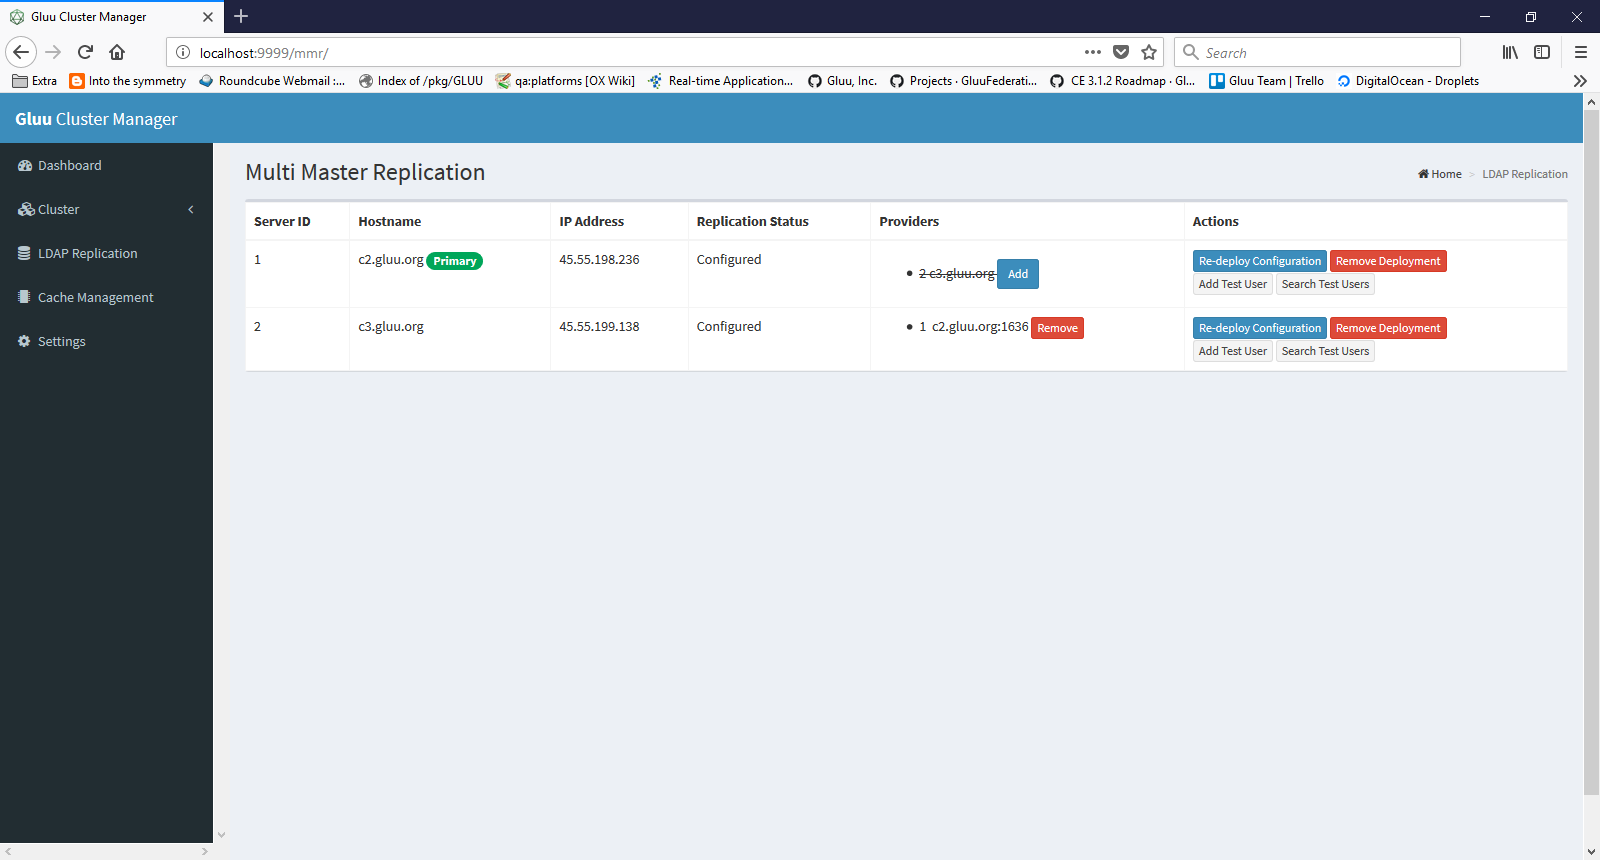 Gluu Cluster Manager
localhost:9999/mmr/
Search
Extra Into the symmetry Roundcube Webmail :... Index of /pkg/GLUU qa:platforms [OX Wiki] Real-time Application... Gluu, Inc. Projects · GluuFederati... CE 3.1.2 Roadmap · Gl... Gluu Team | Trello DigitalOcean - Droplets
Gluu Cluster Manager
Dashboard
Cluster
LDAP Replication
Cache Management
Settings
Multi Master Replication
Home > LDAP Replication
Server ID Hostname IP Address Replication Status Providers Actions
1 c2.gluu.org Primary 45.55.198.236 Configured 2 c3.gluu.org Add Re-deploy Configuration Remove Deployment
Add Test User Search Test Users
2 c3.gluu.org 45.55.199.138 Configured 1 c2.gluu.org:1636 Remove Re-deploy Configuration Remove Deployment
Add Test User Search Test Users